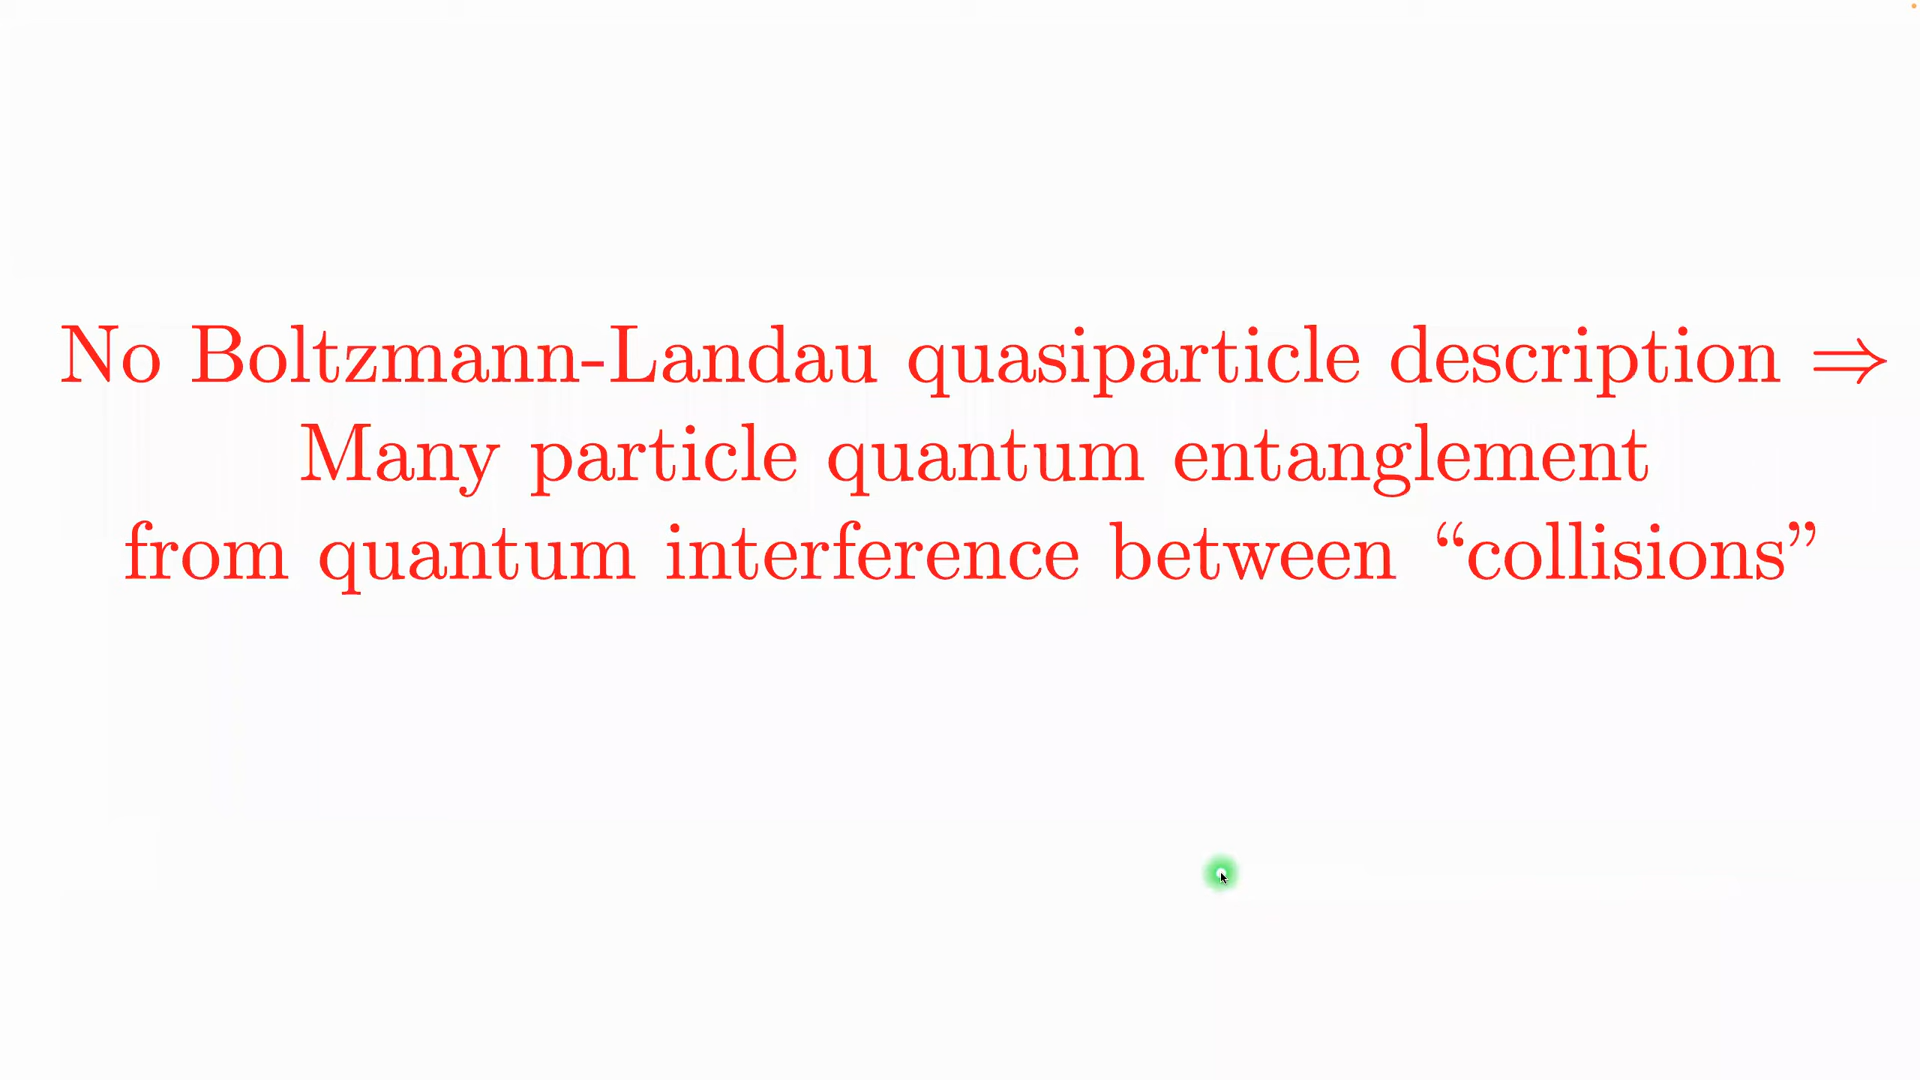 No Boltzmann-Landau quasiparticle description ⇒
Many particle quantum entanglement
from quantum interference between “collisions”